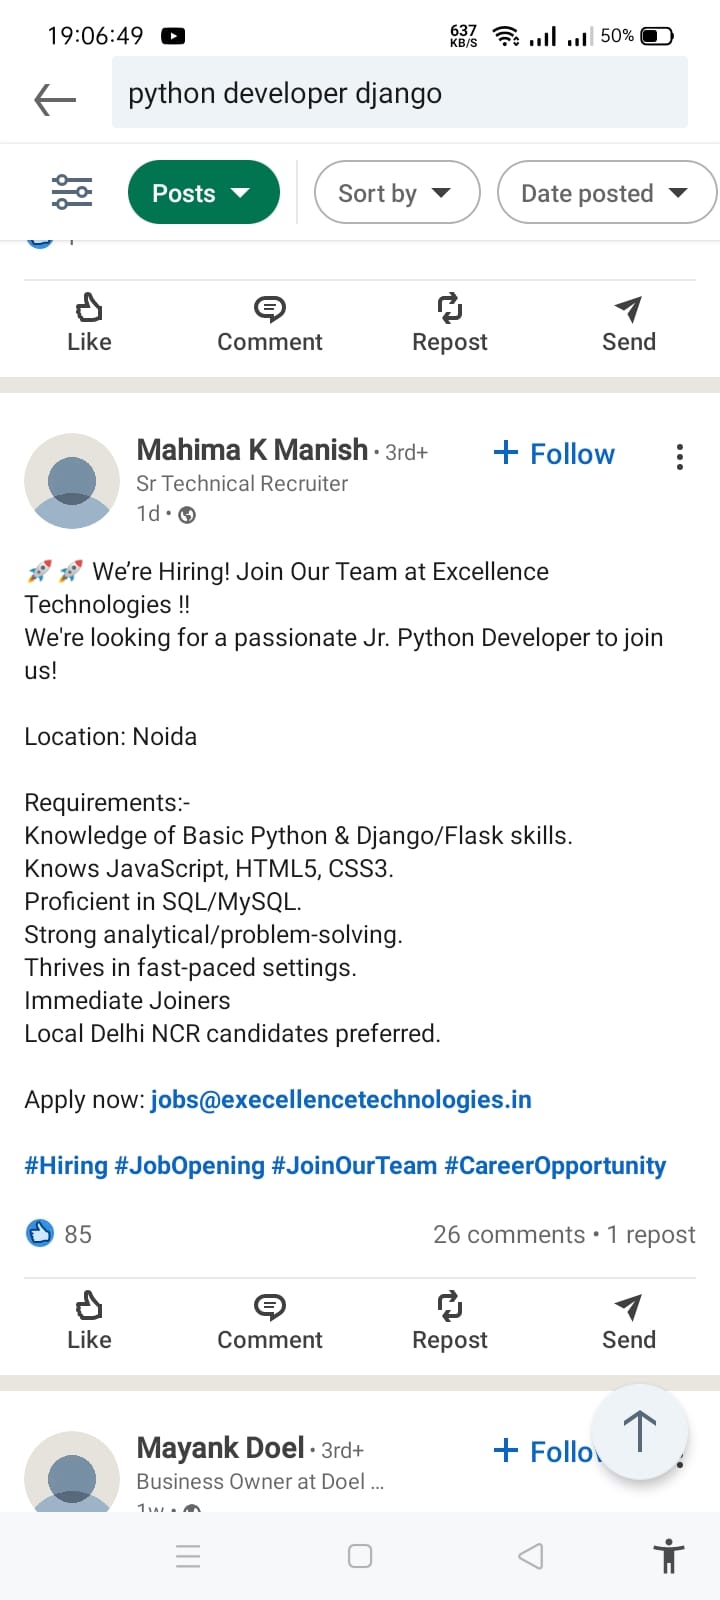 19:06:49
637
KB/S
50%
python developer django
Posts
Sort by
Date posted
Like
Comment
Repost
Send
Mahima K Manish • 3rd+
+ Follow
Sr Technical Recruiter
1d •
🚀🚀 We’re Hiring! Join Our Team at Excellence
Technologies !!
We're looking for a passionate Jr. Python Developer to join
us!
Location: Noida
Requirements:-
Knowledge of Basic Python & Django/Flask skills.
Knows JavaScript, HTML5, CSS3.
Proficient in SQL/MySQL.
Strong analytical/problem-solving.
Thrives in fast-paced settings.
Immediate Joiners
Local Delhi NCR candidates preferred.
Apply now: jobs@execellencetechnologies.in
#Hiring #JobOpening #JoinOurTeam #CareerOpportunity
85
26 comments • 1 repost
Like
Comment
Repost
Send
Mayank Doel • 3rd+
+ Follo
Business Owner at Doel ...
1w •